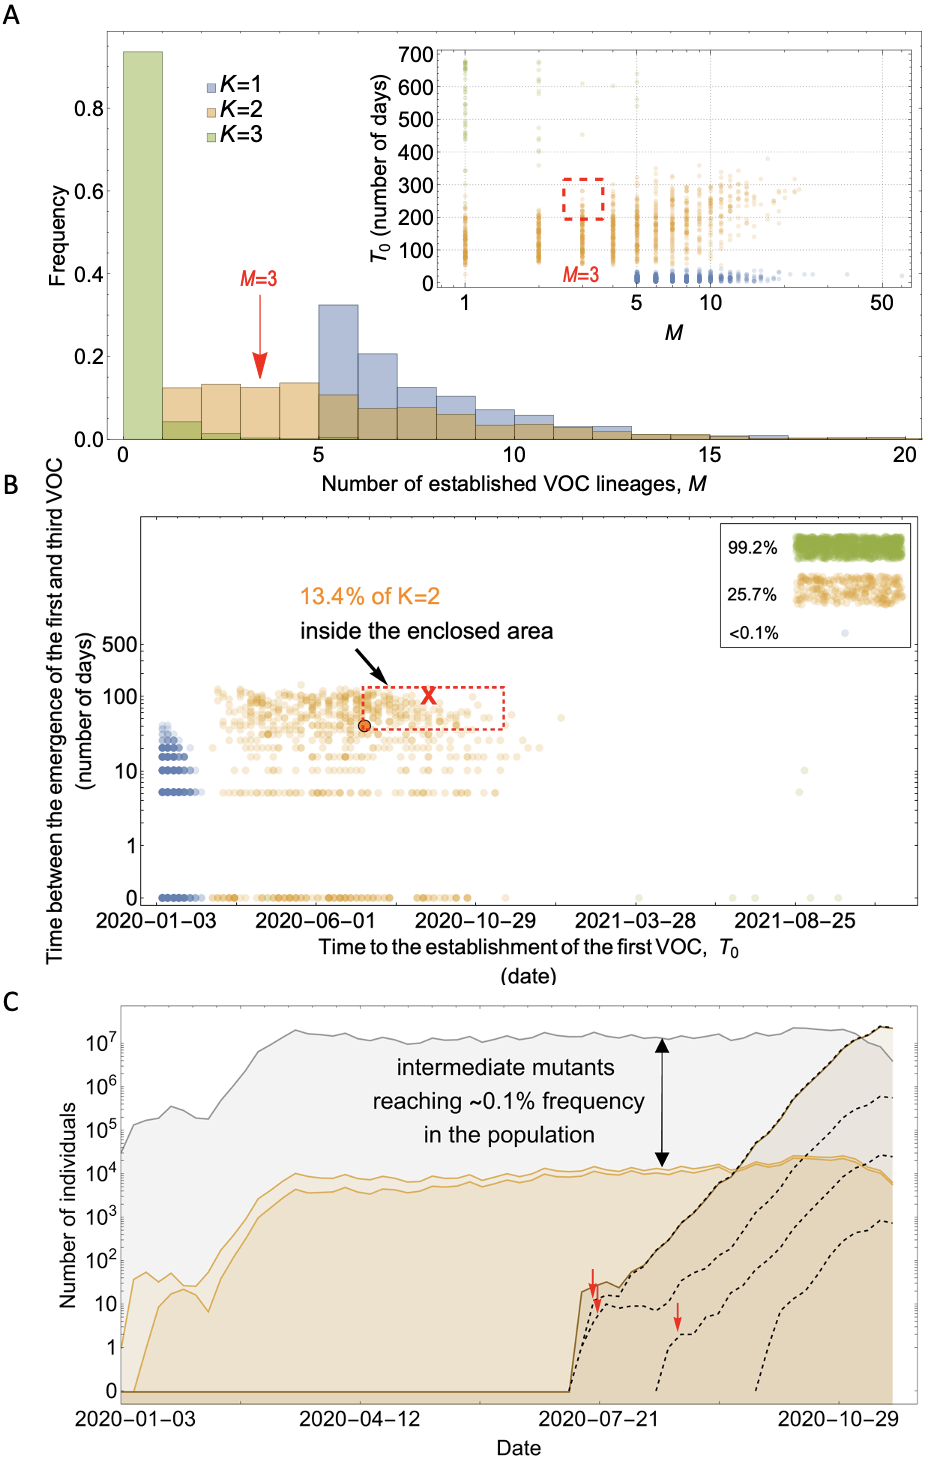 A
K=1
K=2
K=3
M=3
Frequency
0.8
0.6
0.4
0.2
0.0
0
5
10
15
20
Number of established VOC lineages, M
T0 (number of days)
700
600
500
400
300
200
100
0
M=3
1
5
10
50
M
B
Time between the emergence of the first and third VOC
(number of days)
13.4% of K=2
inside the enclosed area
X
99.2%
25.7%
<0.1%
500
100
10
1
0
2020-01-03
2020-06-01
2020-10-29
2021-03-28
2021-08-25
Time to the establishment of the first VOC, T0
(date)
C
Number of individuals
10^7
10^6
10^5
10^4
10^3
10^2
10
1
0
intermediate mutants
reaching ~0.1% frequency
in the population
2020-01-03
2020-04-12
2020-07-21
2020-10-29
Date